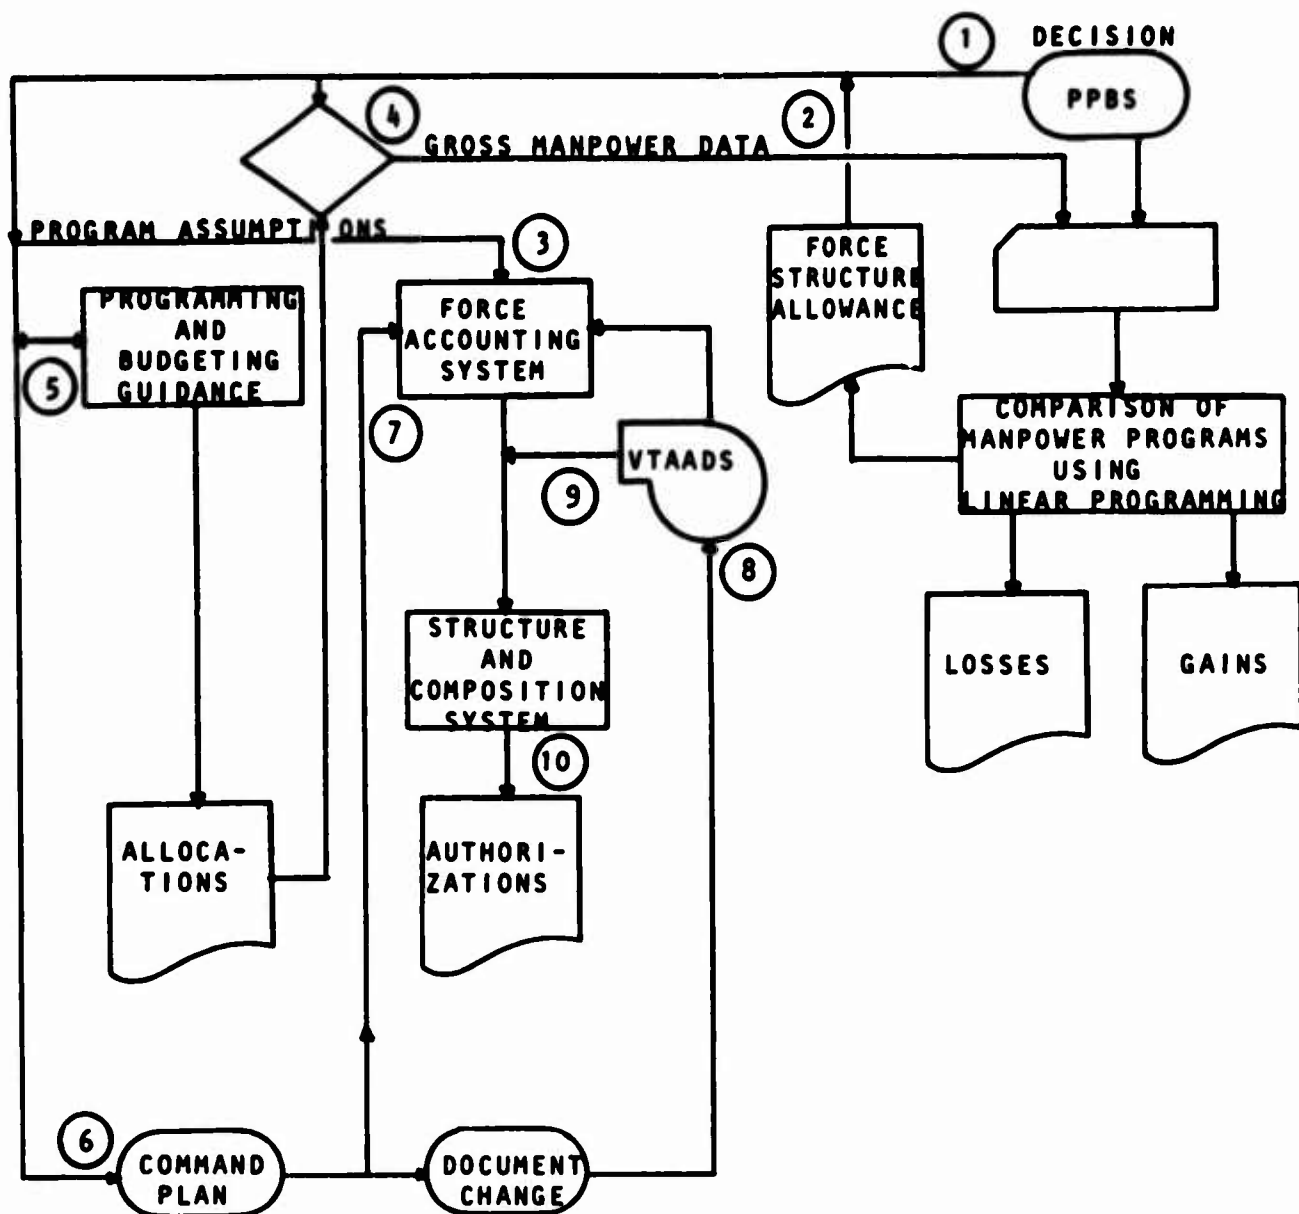 1
DECISION
PPBS
2
4
GROSS MANPOWER DATA
PROGRAM ASSUMPTIONS
3
FORCE
STRUCTURE
ALLOWANCE
PROGRAMMING
AND
BUDGETING
GUIDANCE
5
FORCE
ACCOUNTING
SYSTEM
7
COMPARISON OF
MANPOWER PROGRAMS
USING
LINEAR PROGRAMMING
VTAADS
9
8
STRUCTURE
AND
COMPOSITION
SYSTEM
10
LOSSES
GAINS
ALLOCA-
TIONS
AUTHORI-
ZATIONS
6
COMMAND
PLAN
DOCUMENT
CHANGE